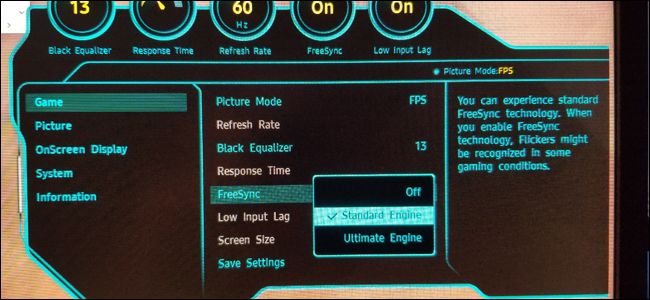 13 60 Hz On On
Black Equalizer Response Time Refresh Rate FreeSync Low Input Lag
Picture Mode:FPS
Game
Picture
OnScreen Display
System
Information
Picture Mode FPS
Refresh Rate
Black Equalizer 13
Response Time
FreeSync
Low Input Lag
Screen Size
Save Settings
Off
✓ Standard Engine
Ultimate Engine
You can experience standard
FreeSync technology. When
you enable FreeSync
technology, Flickers might
be recognized in some
gaming conditions.